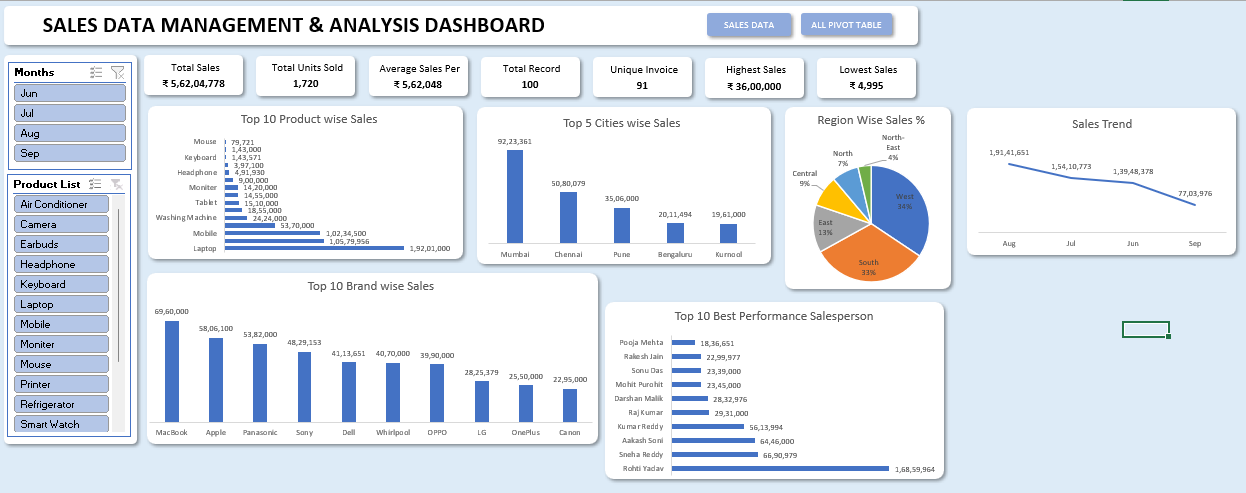 SALES DATA MANAGEMENT & ANALYSIS DASHBOARD
SALES DATA
ALL PIVOT TABLE
Months
Jun
Jul
Aug
Sep
Product List
Air Conditioner
Camera
Earbuds
Headphone
Keyboard
Laptop
Mobile
Moniter
Mouse
Printer
Refrigerator
Smart Watch
Total Sales
₹ 5,62,04,778
Total Units Sold
1,720
Average Sales Per
₹ 5,62,048
Total Record
100
Unique Invoice
91
Highest Sales
₹ 36,00,000
Lowest Sales
₹ 4,995
Top 10 Product wise Sales
Mouse 79,721
1,43,000
Keyboard 1,43,571
3,97,100
Headphone 4,91,930
9,00,000
Moniter 14,20,000
14,55,000
Tablet 15,10,000
18,55,000
Washing Machine 24,24,000
53,70,000
Mobile 1,02,34,500
1,05,79,956
Laptop 1,92,01,000
Top 5 Cities wise Sales
92,23,361
50,80,079
35,06,000
20,11,494
19,61,000
Mumbai Chennai Pune Bengaluru Kurnool
Region Wise Sales %
North-East
4%
North
7%
Central
9%
East
13%
West
34%
South
33%
Sales Trend
1,91,41,651
1,54,10,773
1,39,48,378
77,03,976
Aug Jul Jun Sep
Top 10 Brand wise Sales
69,60,000
58,06,100
53,82,000
48,29,153
41,13,651
40,70,000
39,90,000
28,25,379
25,50,000
22,95,000
MacBook Apple Panasonic Sony Dell Whirlpool OPPO LG OnePlus Canon
Top 10 Best Performance Salesperson
Pooja Mehta 18,36,651
Rakesh Jain 22,99,977
Sonu Das 23,39,000
Mohit Purohit 23,45,000
Darshan Malik 28,32,976
Raj Kumar 29,31,000
Kumar Reddy 56,13,994
Aakash Soni 64,46,000
Sneha Reddy 66,90,979
Rohti Yadav 1,68,59,964